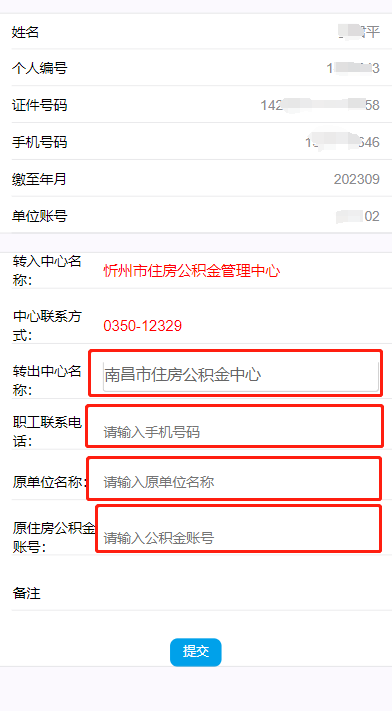 姓名 平
个人编号 1 3
证件号码 142 58
手机号码 646
缴至年月 202309
单位账号 02
转入中心名
称： 忻州市住房公积金管理中心
中心联系方
式： 0350-12329
转出中心名
称： 南昌市住房公积金中心
职工联系电
话： 请输入手机号码
原单位名称： 请输入原单位名称
原住房公积金
账号： 请输入公积金账号
备注
提交